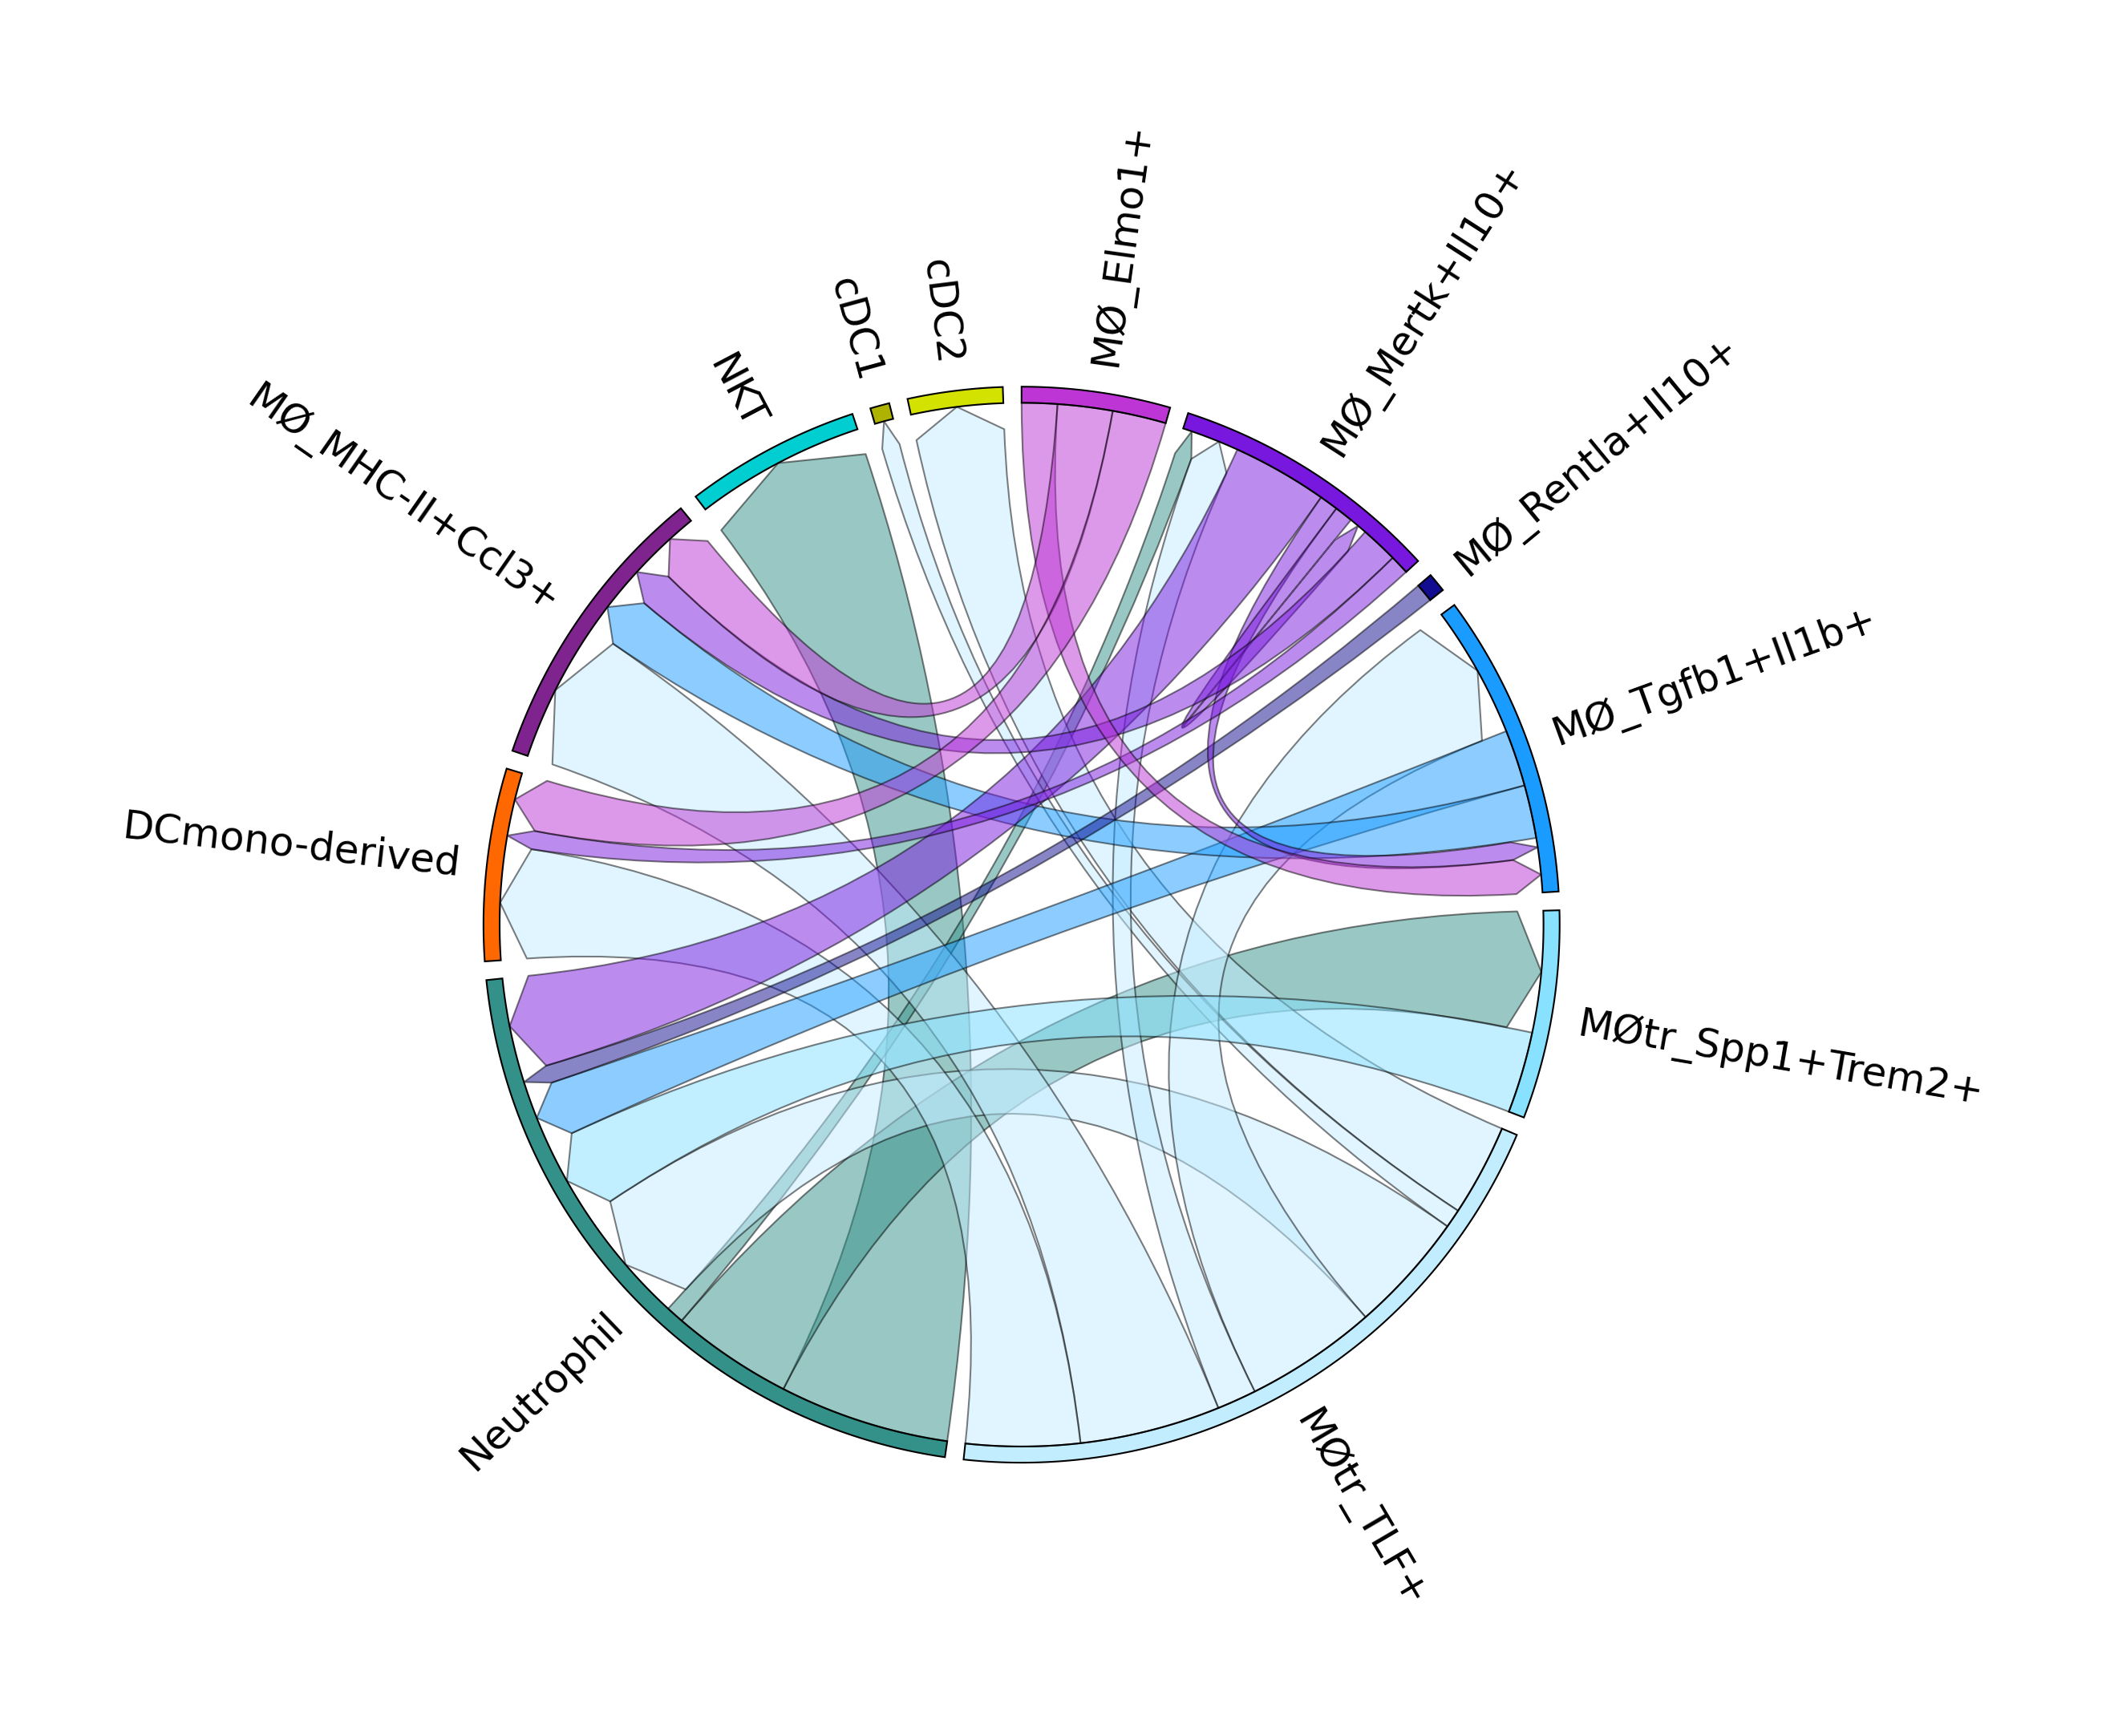 MØ_Elmo1+
MØ_Mertk+Il10+
MØ_Rentla+Il10+
MØ_Tgfb1+Il1b+
MØtr_Spp1+Trem2+
MØtr_TLF+
Neutrophil
DCmono-derived
MØ_MHC-II+Ccl3+
NKT
cDC1
cDC2